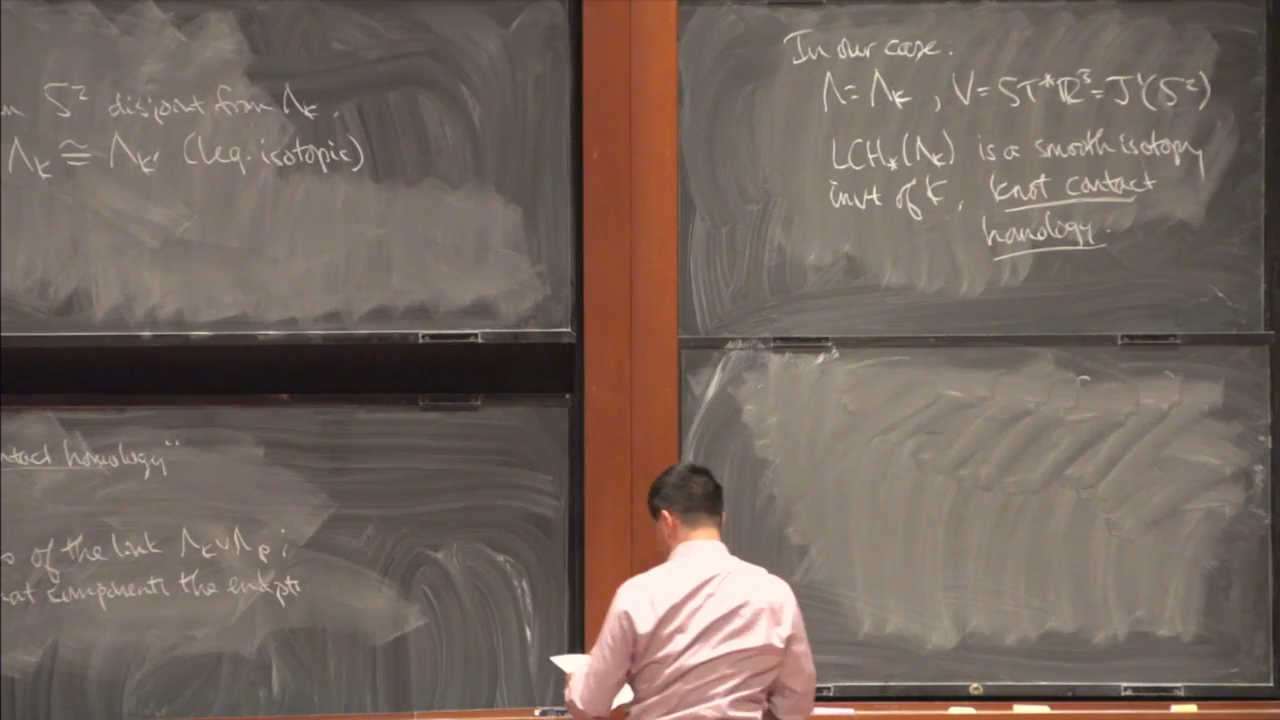 S² disjoint from Λ_K,
Λ_K ≅ Λ_K' (Leg. isotopic)
ntact homology"
s of the link Λ_K ∪ Λ_p ;
hat components the endpts
In our case:
Λ = Λ_K , V = ST*ℝ³ = J¹(S²)
LCH_*(Λ_K) is a smooth isotopy
invt of K, knot contact
homology.